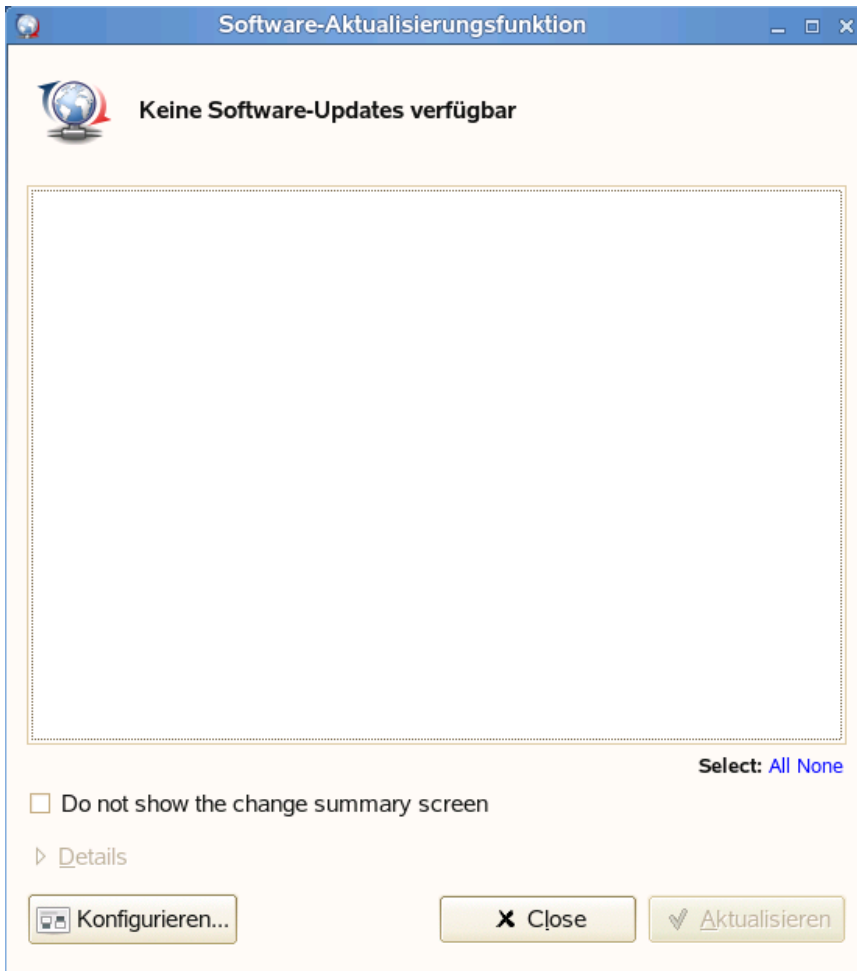 Software-Aktualisierungsfunktion
Keine Software-Updates verfügbar
Select: All None
Do not show the change summary screen
Details
Konfigurieren...
Close
Aktualisieren